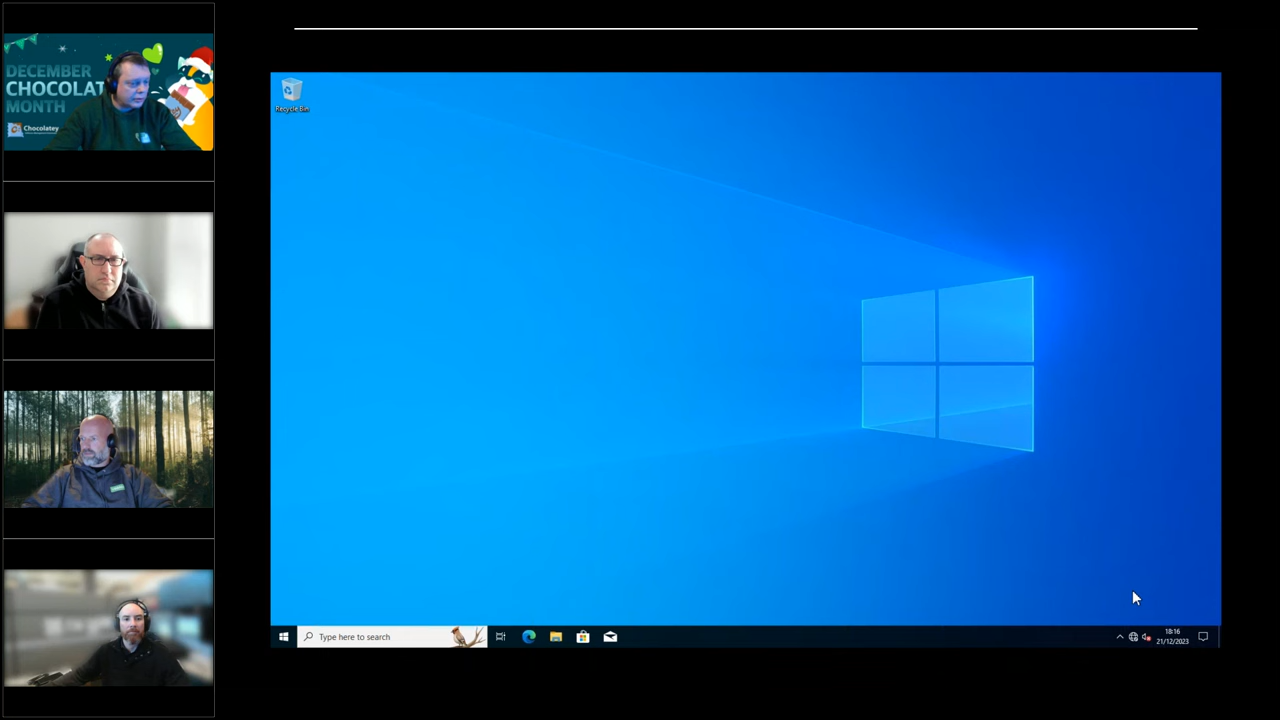 DECEMBER
CHOCOLAT
MONTH
Chocolatey
Recycle Bin
Type here to search
18:16
21/12/2023